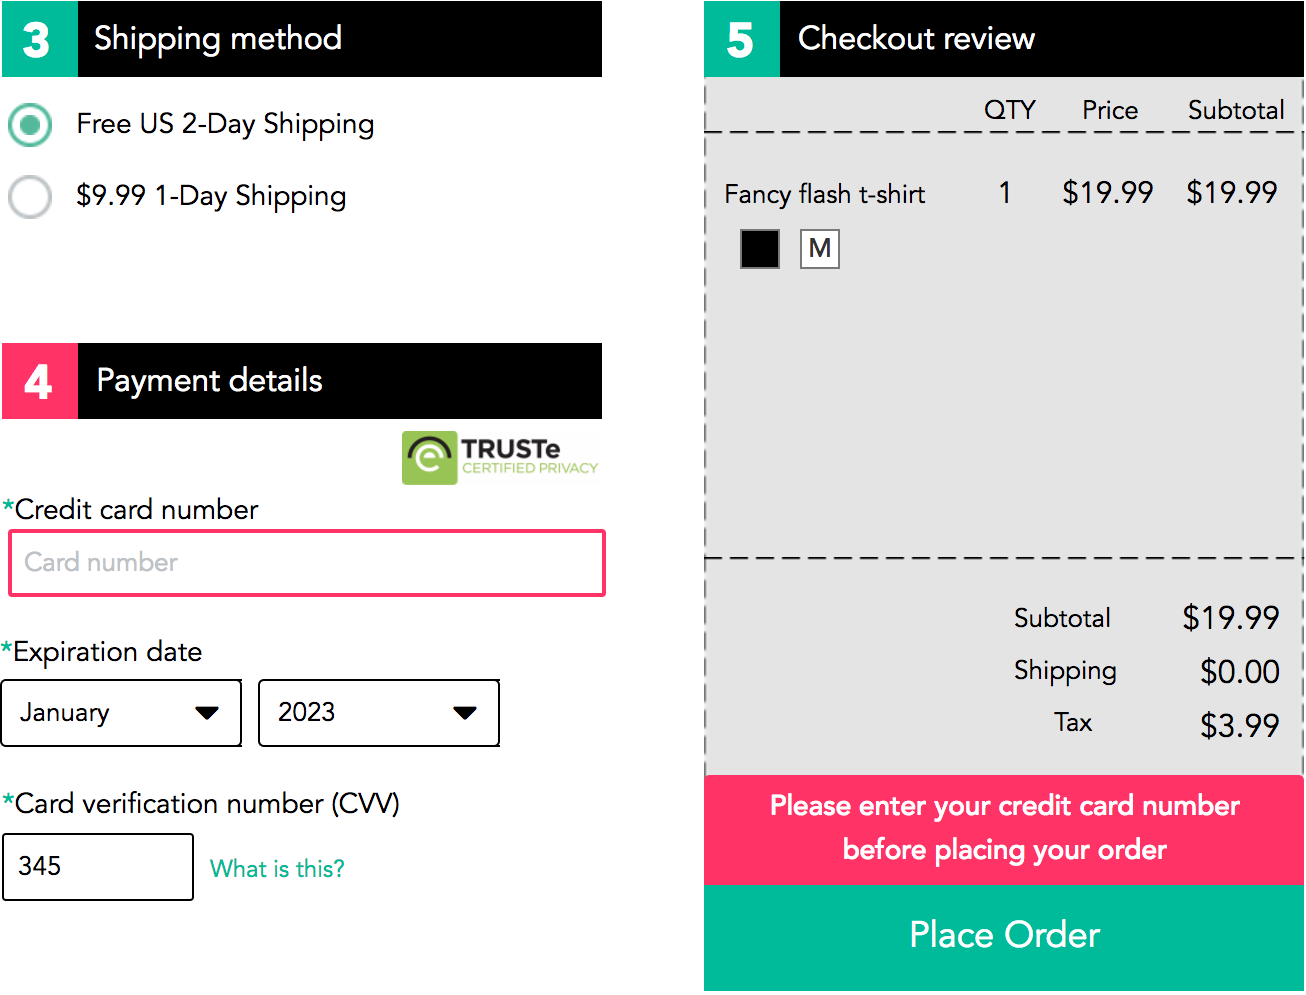 3 Shipping method
Free US 2-Day Shipping
$9.99 1-Day Shipping
4 Payment details
TRUSTe
CERTIFIED PRIVACY
*Credit card number
Card number
*Expiration date
January 2023
*Card verification number (CVV)
345 What is this?
5 Checkout review
QTY Price Subtotal
Fancy flash t-shirt 1 $19.99 $19.99
M
Subtotal $19.99
Shipping $0.00
Tax $3.99
Please enter your credit card number
before placing your order
Place Order